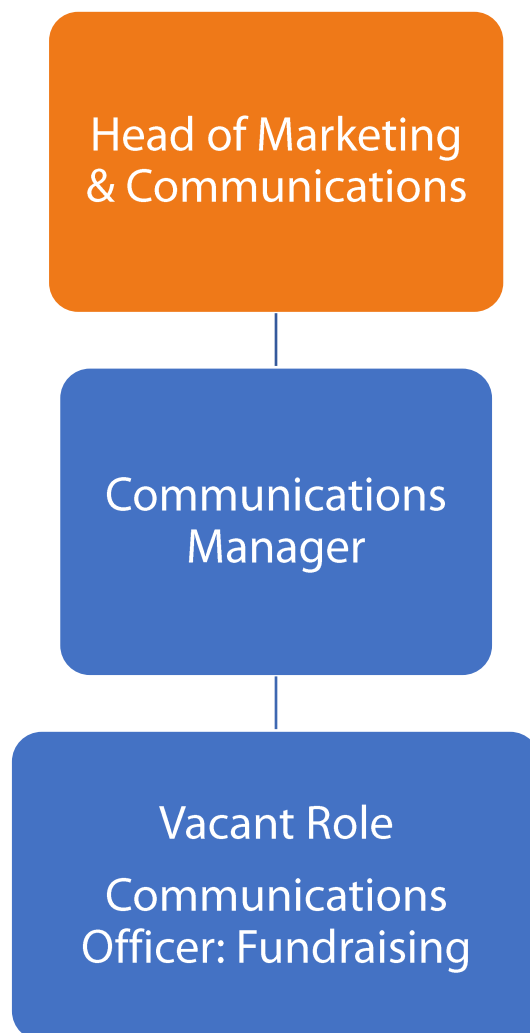 Head of Marketing
& Communications
Communications
Manager
Vacant Role
Communications
Officer: Fundraising